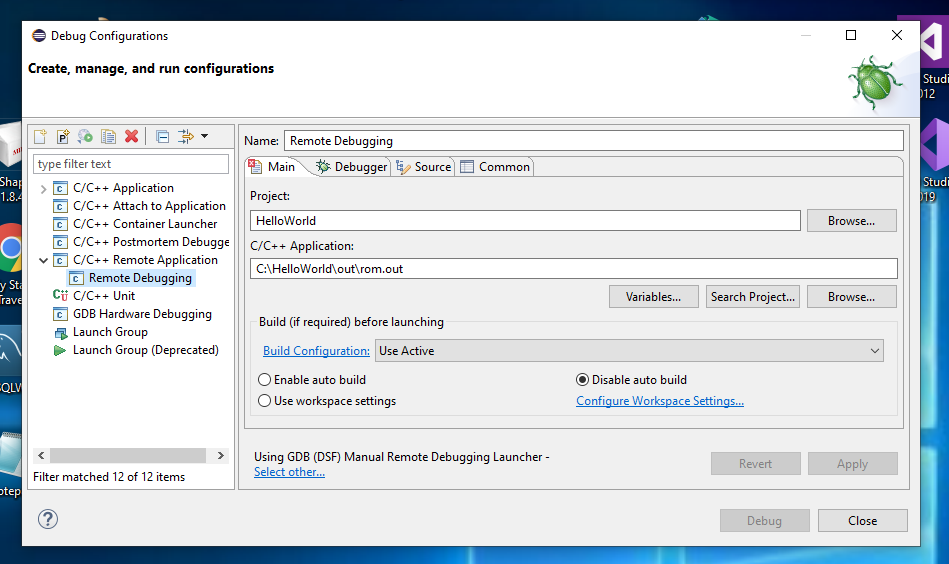 Debug Configurations
Create, manage, and run configurations
type filter text
C/C++ Application
C/C++ Attach to Application
C/C++ Container Launcher
C/C++ Postmortem Debugge
C/C++ Remote Application
Remote Debugging
C/C++ Unit
GDB Hardware Debugging
Launch Group
Launch Group (Deprecated)
Filter matched 12 of 12 items
Name: Remote Debugging
Main Debugger Source Common
Project:
HelloWorld Browse...
C/C++ Application:
C:\HelloWorld\out\rom.out
Variables... Search Project... Browse...
Build (if required) before launching
Build Configuration: Use Active
Enable auto build Disable auto build
Use workspace settings Configure Workspace Settings...
Using GDB (DSF) Manual Remote Debugging Launcher -
Select other...
Revert Apply
Debug Close
Studi
012
Studi
019
Shap
1.8.4
y St
Trave
SQLW
otep